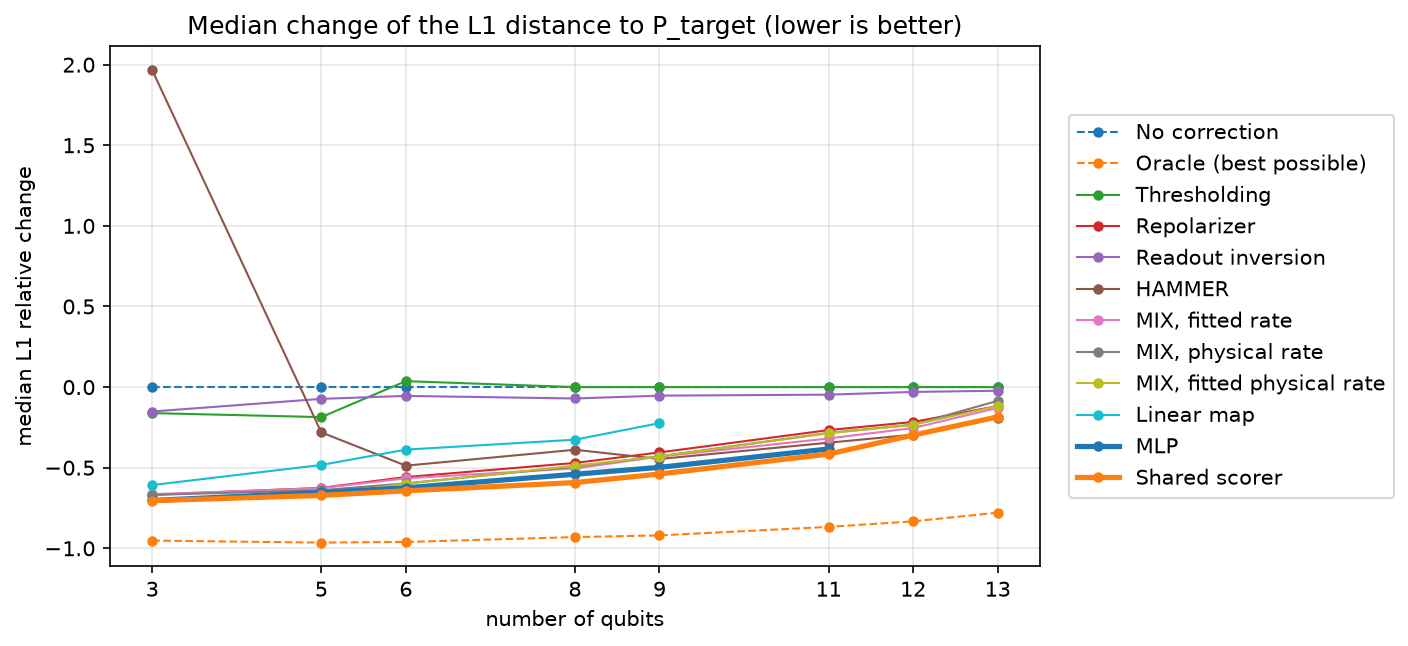 Median change of the L1 distance to P_target (lower is better)
median L1 relative change
2.0
1.5
1.0
0.5
0.0
−0.5
−1.0
3
5
6
8
9
11
12
13
number of qubits
No correction
Oracle (best possible)
Thresholding
Repolarizer
Readout inversion
HAMMER
MIX, fitted rate
MIX, physical rate
MIX, fitted physical rate
Linear map
MLP
Shared scorer